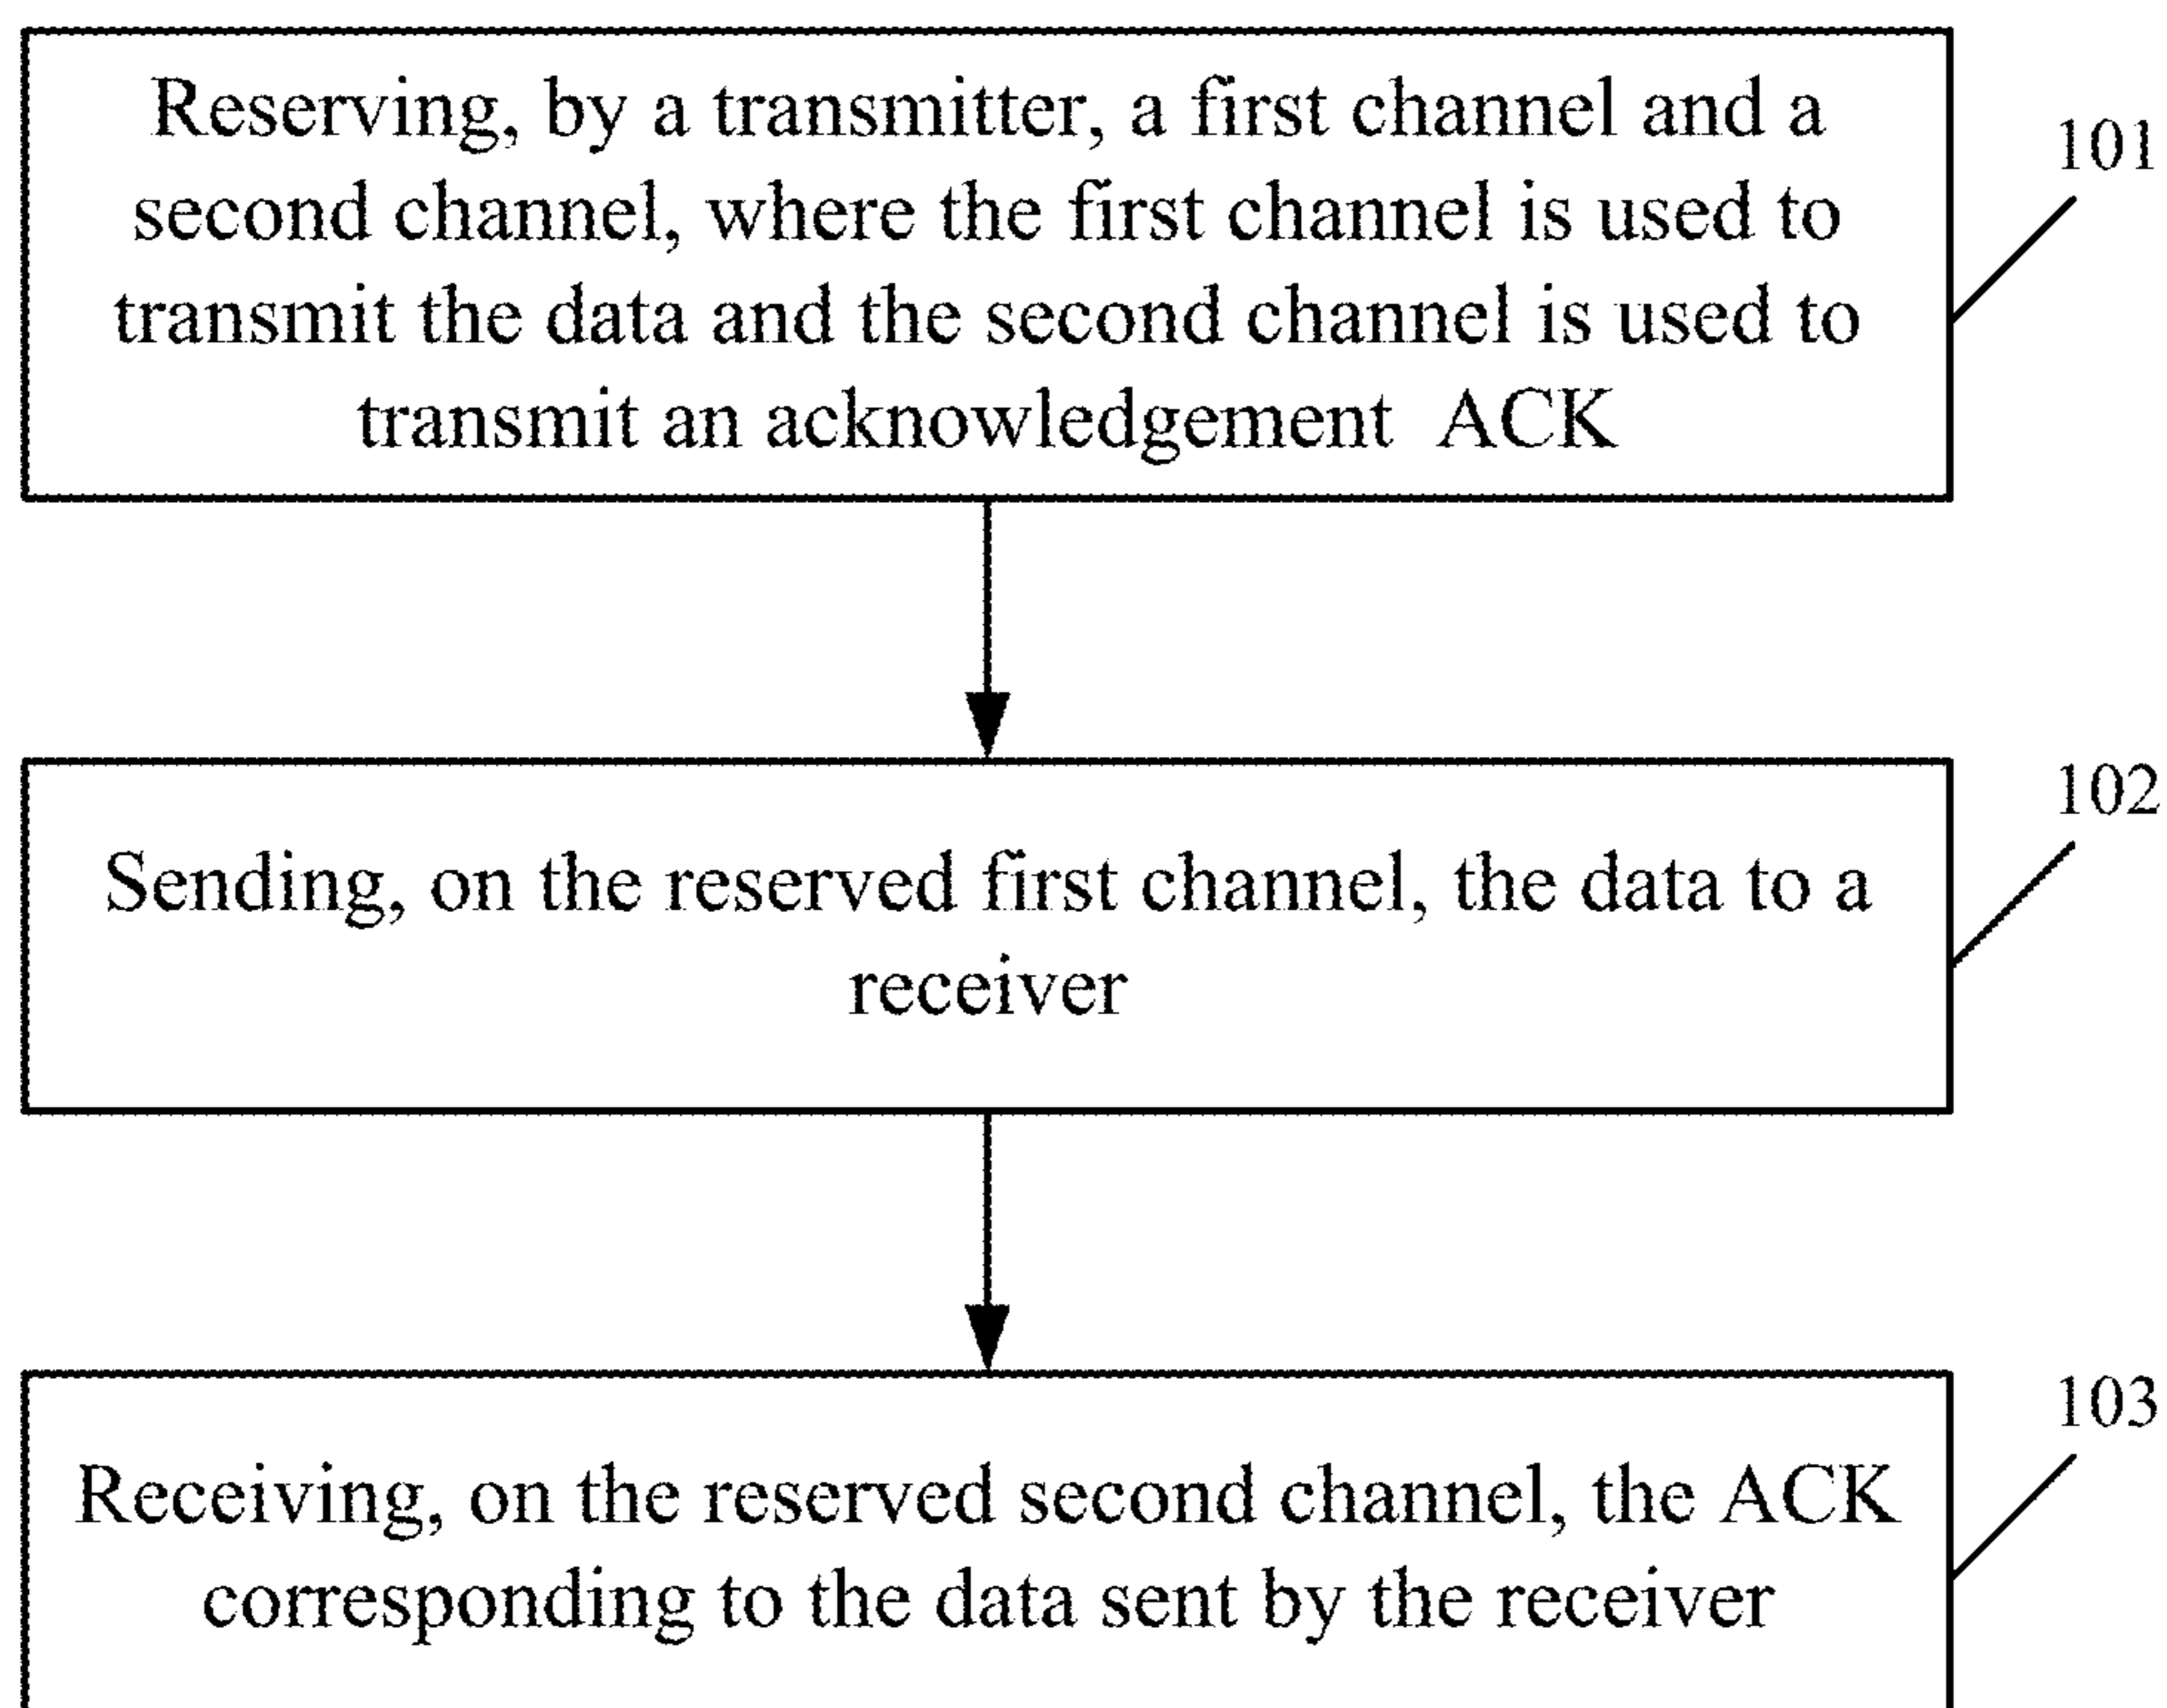 Reserving, by a transmitter, a first channel and a
second channel, where the first channel is used to
transmit the data and the second channel is used to
transmit an acknowledgement ACK
101
Sending, on the reserved first channel, the data to a
receiver
102
Receiving, on the reserved second channel, the ACK
corresponding to the data sent by the receiver
103